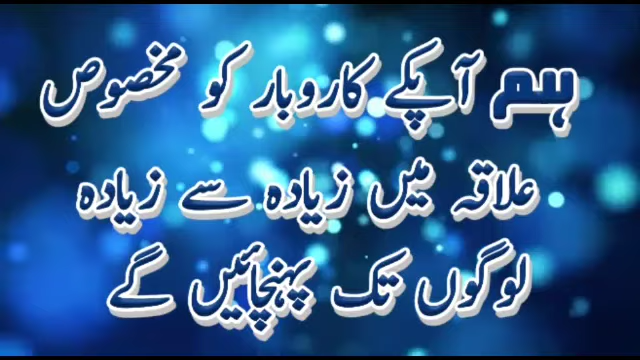 ہم آپکے کاروبار کو مخصوص
علاقہ میں زیادہ سے زیادہ
لوگوں تک پہنچائیں گے